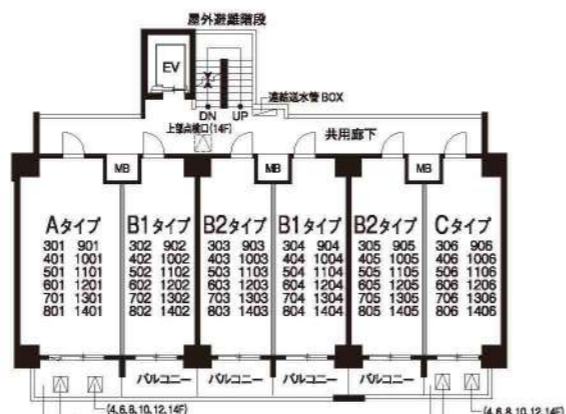 屋外避難階段
EV
連結送水管 BOX
DN UP
上部点検口(14F)
共用廊下
MB
MB
MB
Aタイプ
301 901
401 1001
501 1101
601 1201
701 1301
801 1401
B1タイプ
302 902
402 1002
502 1102
602 1202
702 1302
802 1402
B2タイプ
303 903
403 1003
503 1103
603 1203
703 1303
803 1403
B1タイプ
304 904
404 1004
504 1104
604 1204
704 1304
804 1404
B2タイプ
305 905
405 1005
505 1105
605 1205
705 1305
805 1405
Cタイプ
306 906
406 1006
506 1106
606 1206
706 1306
806 1406
バルコニー
バルコニー
バルコニー
バルコニー
(4,6,8,10,12,14F)
(4,6,8,10,12,14F)